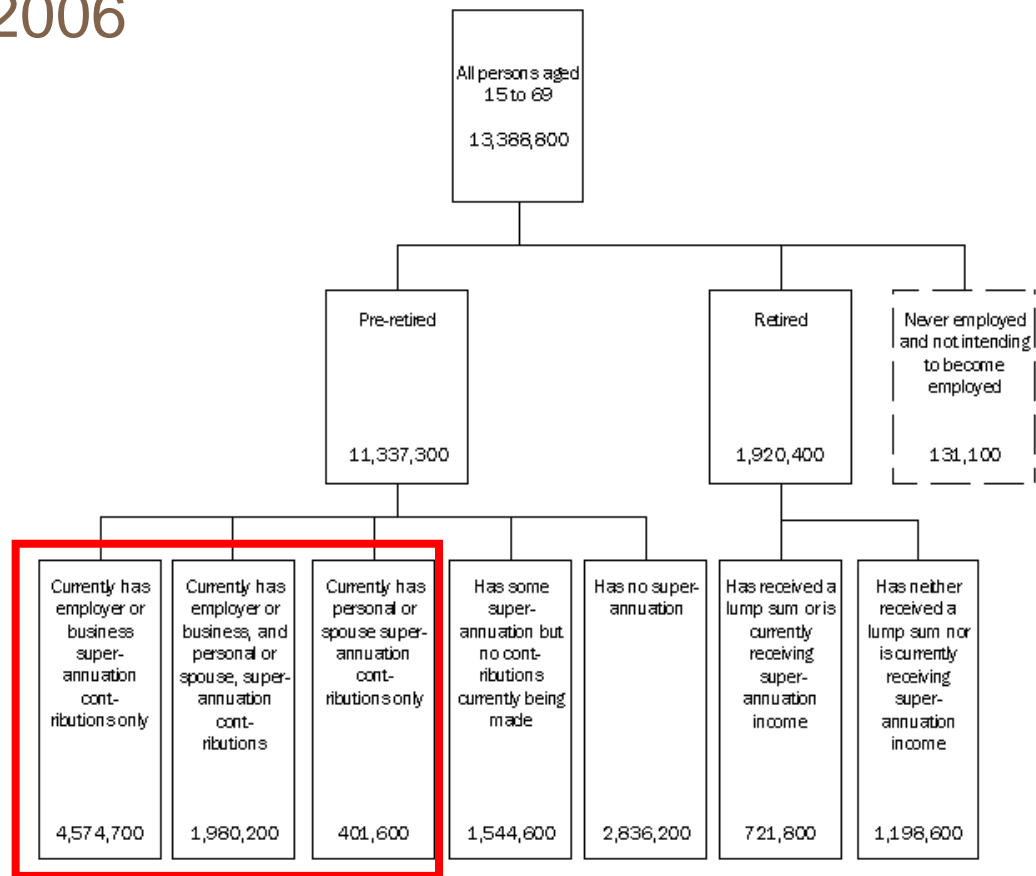 2006
All persons aged
15 to 69
13,388,800
Pre-retired
11,337,300
Retired
1,920,400
Never employed
and not intending
to become
employed
131,100
Currently has
employer or
business
super-
annuation
cont-
ributions only
4,574,700
Currently has
employer or
business, and
personal or
spouse, super-
annuation
cont-
ributions
1,980,200
Currently has
personal or
spouse super-
annuation
cont-
ributions only
401,600
Has some
super-
annuation but
no cont-
ributions
currently being
made
1,544,600
Has no super-
annuation
2,836,200
Has received a
lump sum or is
currently
receiving
super-
annuation
income
721,800
Has neither
received a
lump sum nor
is currently
receiving
super-
annuation
income
1,198,600